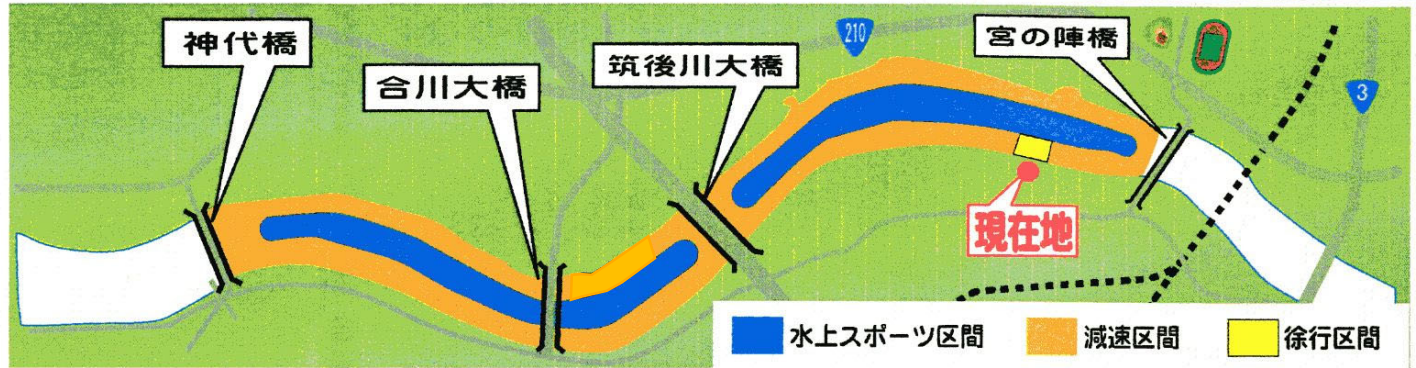 神代橋
合川大橋
筑後川大橋
210
宮の陣橋
3
現在地
水上スポーツ区間
減速区間
徐行区間